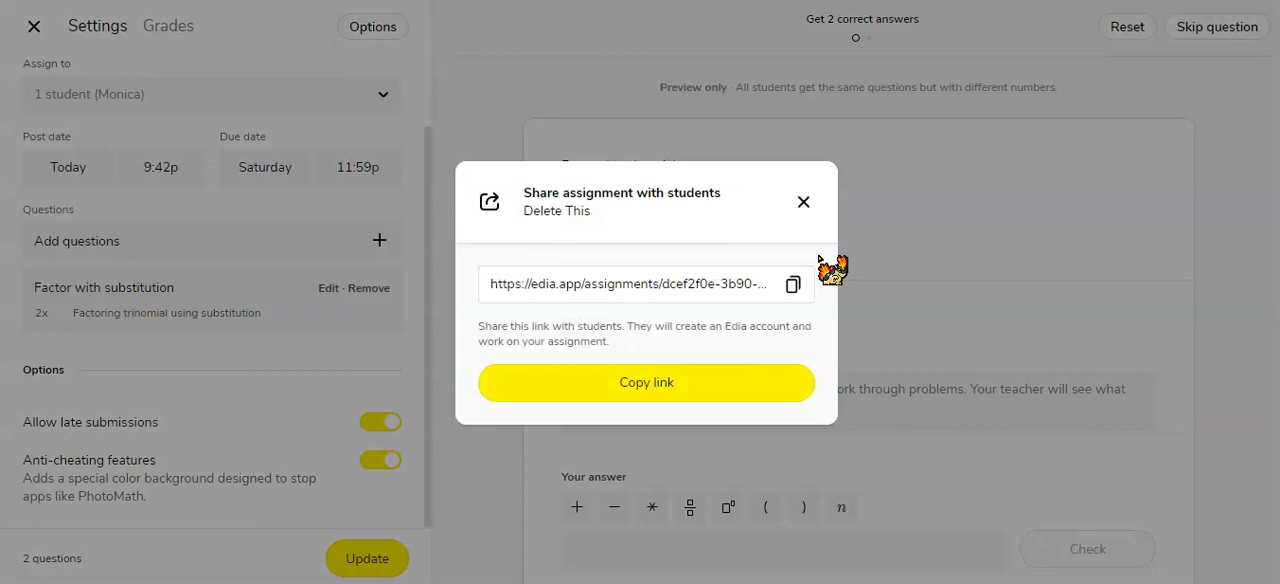 Settings Grades Options
Assign to
1 student (Monica)
Post date Due date
Today 9:42p Saturday 11:59p
Questions
Add questions
Factor with substitution Edit · Remove
2x Factoring trinomial using substitution
Options
Allow late submissions
Anti-cheating features
Adds a special color background designed to stop
apps like PhotoMath.
2 questions Update
Get 2 correct answers
Reset Skip question
Preview only · All students get the same questions but with different numbers.
Share assignment with students
Delete This
https://edia.app/assignments/dcef2f0e-3b90-...
Share this link with students. They will create an Edia account and
work on your assignment.
Copy link
work through problems. Your teacher will see what
Your answer
+ − * ( ) n
Check